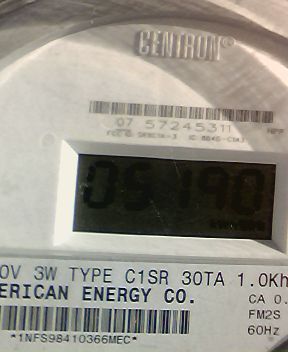 CENTRON®
07 57245311
05190
0V 3W TYPE C1SR 30TA 1.0Kh
ERICAN ENERGY CO.
CA 0.
FM2S
60Hz
*1NFS98410366MEC*